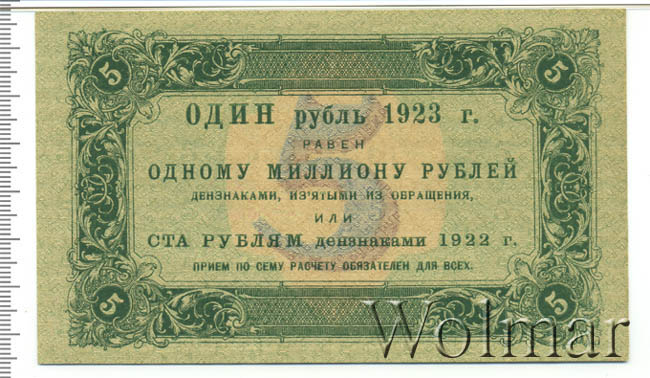 5 5
5
ОДИН рубль 1923 г.
РАВЕН
ОДНОМУ МИЛЛИОНУ РУБЛЕЙ
ДЕНЗНАКАМИ, ИЗ'ЯТЫМИ ИЗ ОБРАЩЕНИЯ,
ИЛИ
СТА РУБЛЯМ дензнаками 1922 г.
ПРИЕМ ПО СЕМУ РАСЧЕТУ ОБЯЗАТЕЛЕН ДЛЯ ВСЕХ.
5 5
Wolmar